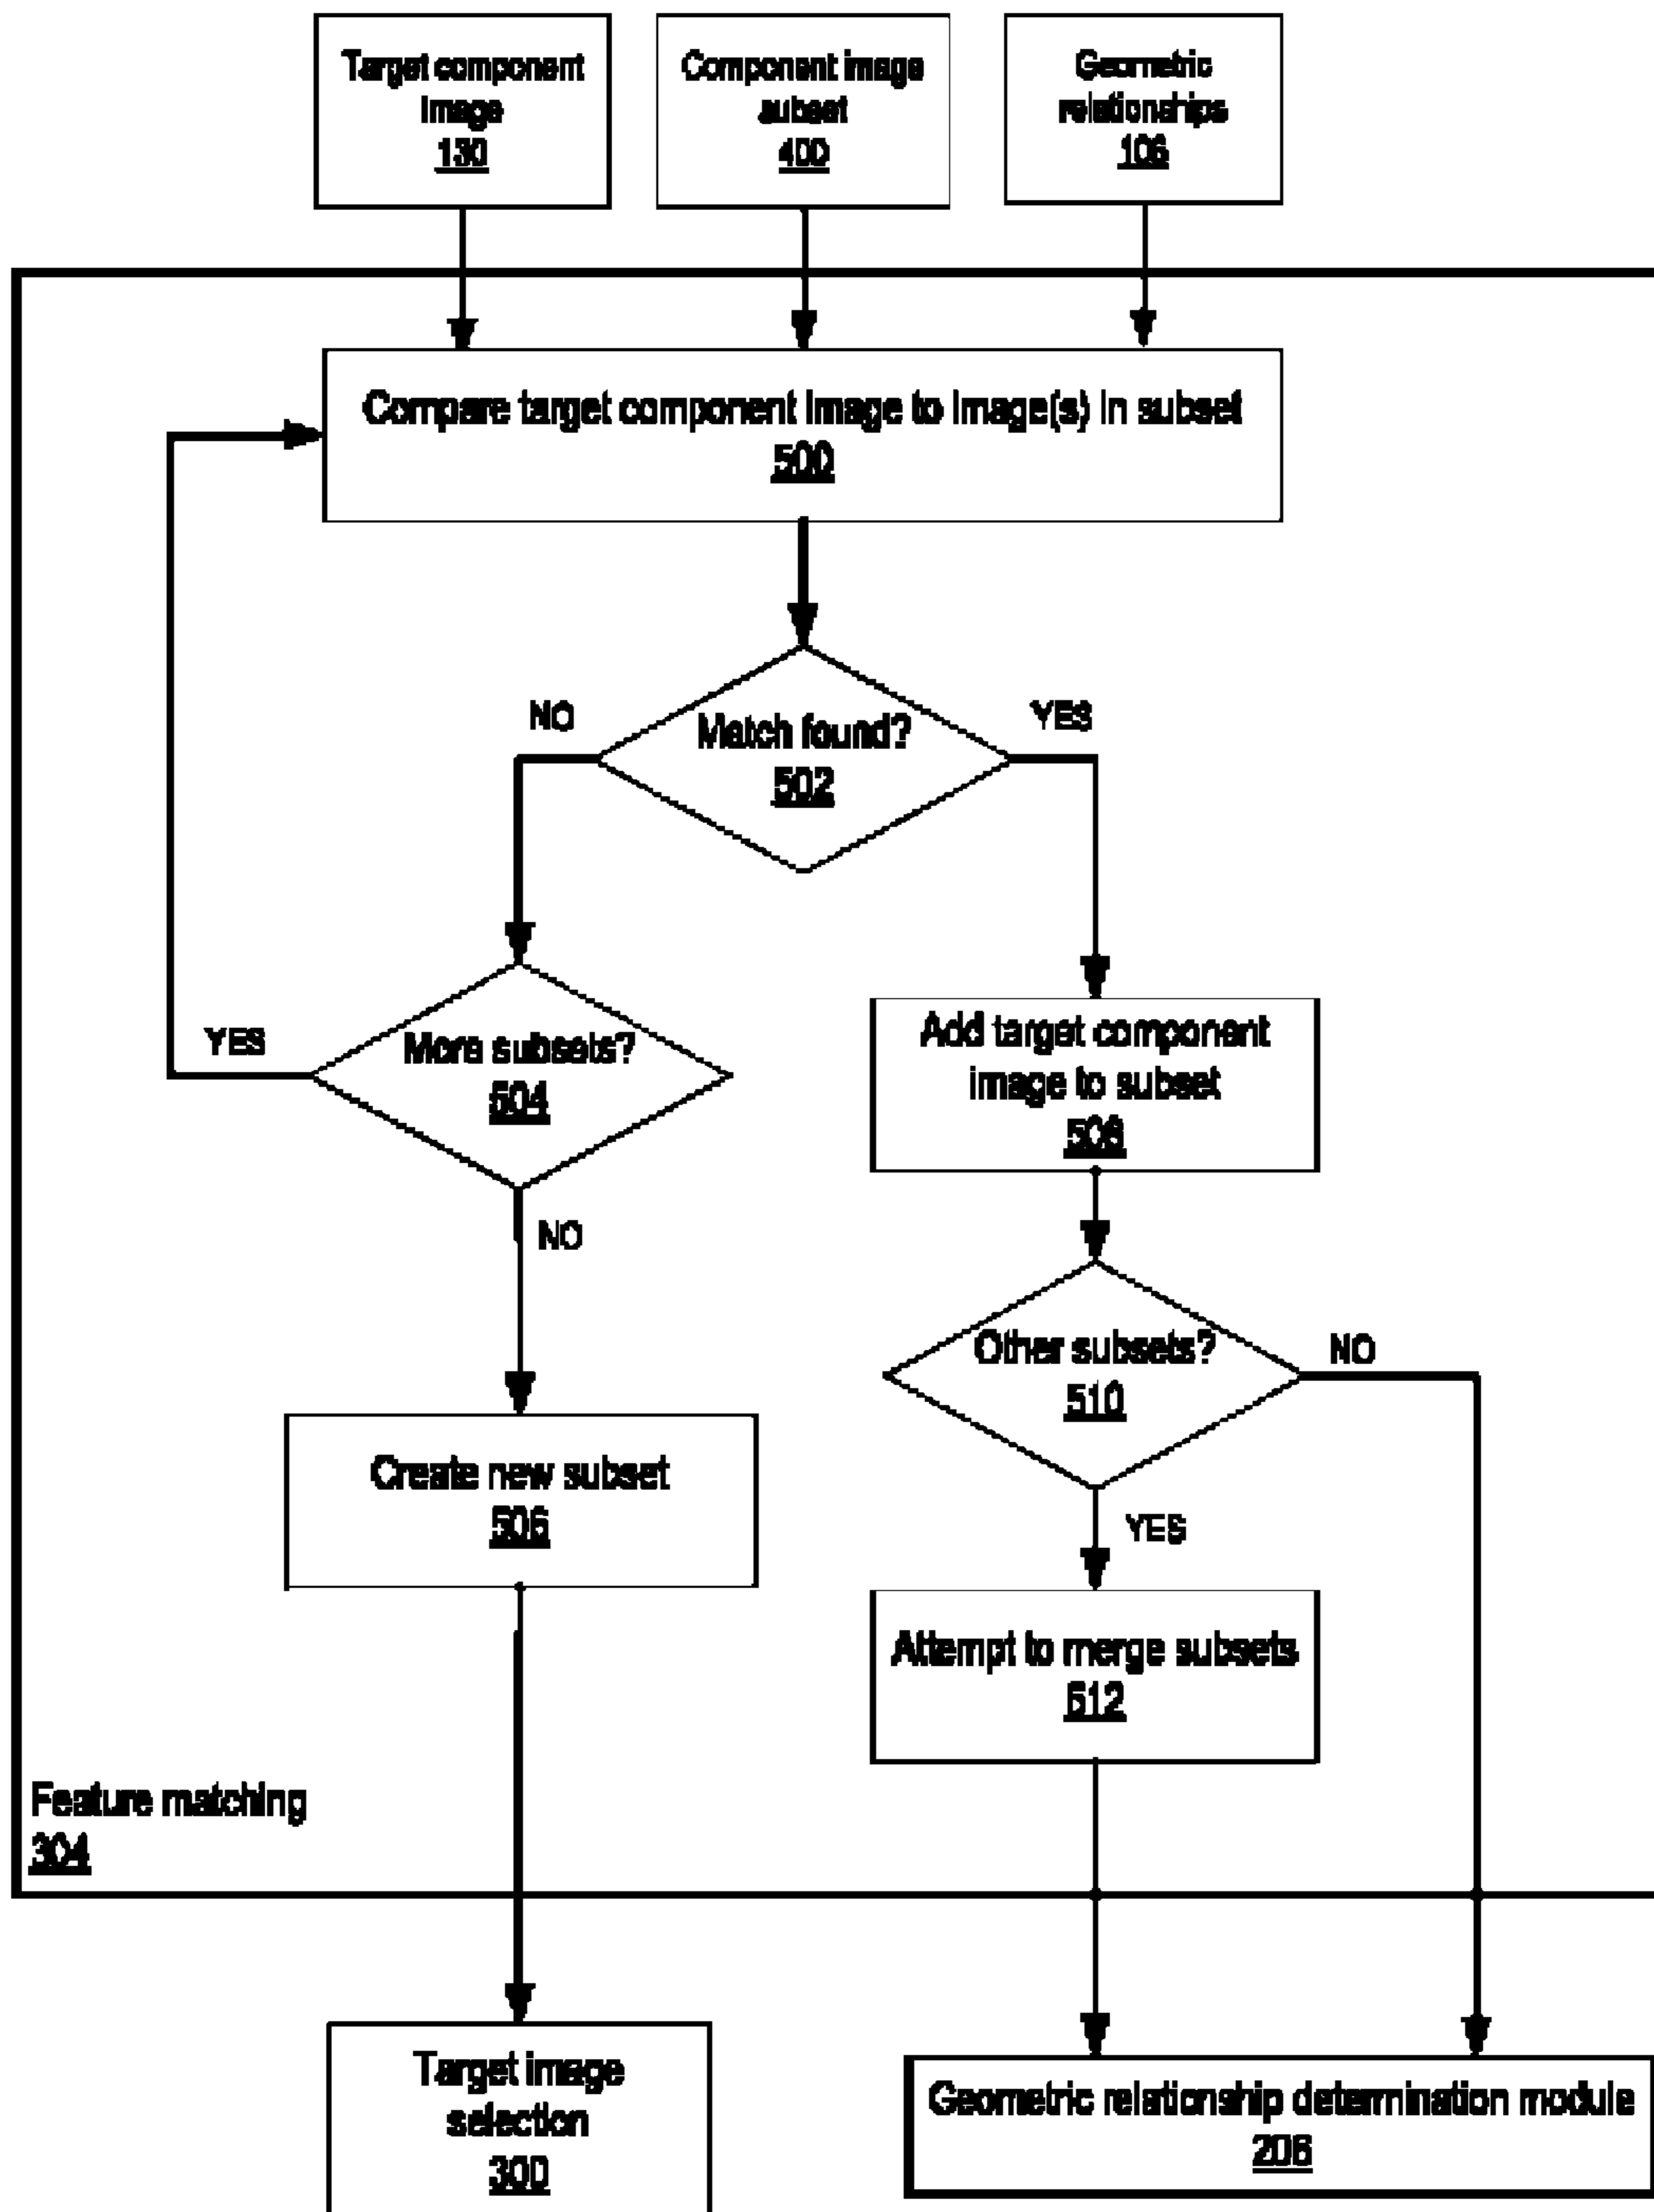 Target component
image
130
Component image
subset
400
Geometric
relationships
106
Compare target component image to image(s) in subset
500
Match found?
502
NO
YES
More subsets?
504
YES
NO
Add target component
image to subset
508
Other subsets?
510
NO
YES
Create new subset
506
Attempt to merge subsets
512
Feature matching
304
Target image
selection
300
Geometric relationship determination module
206